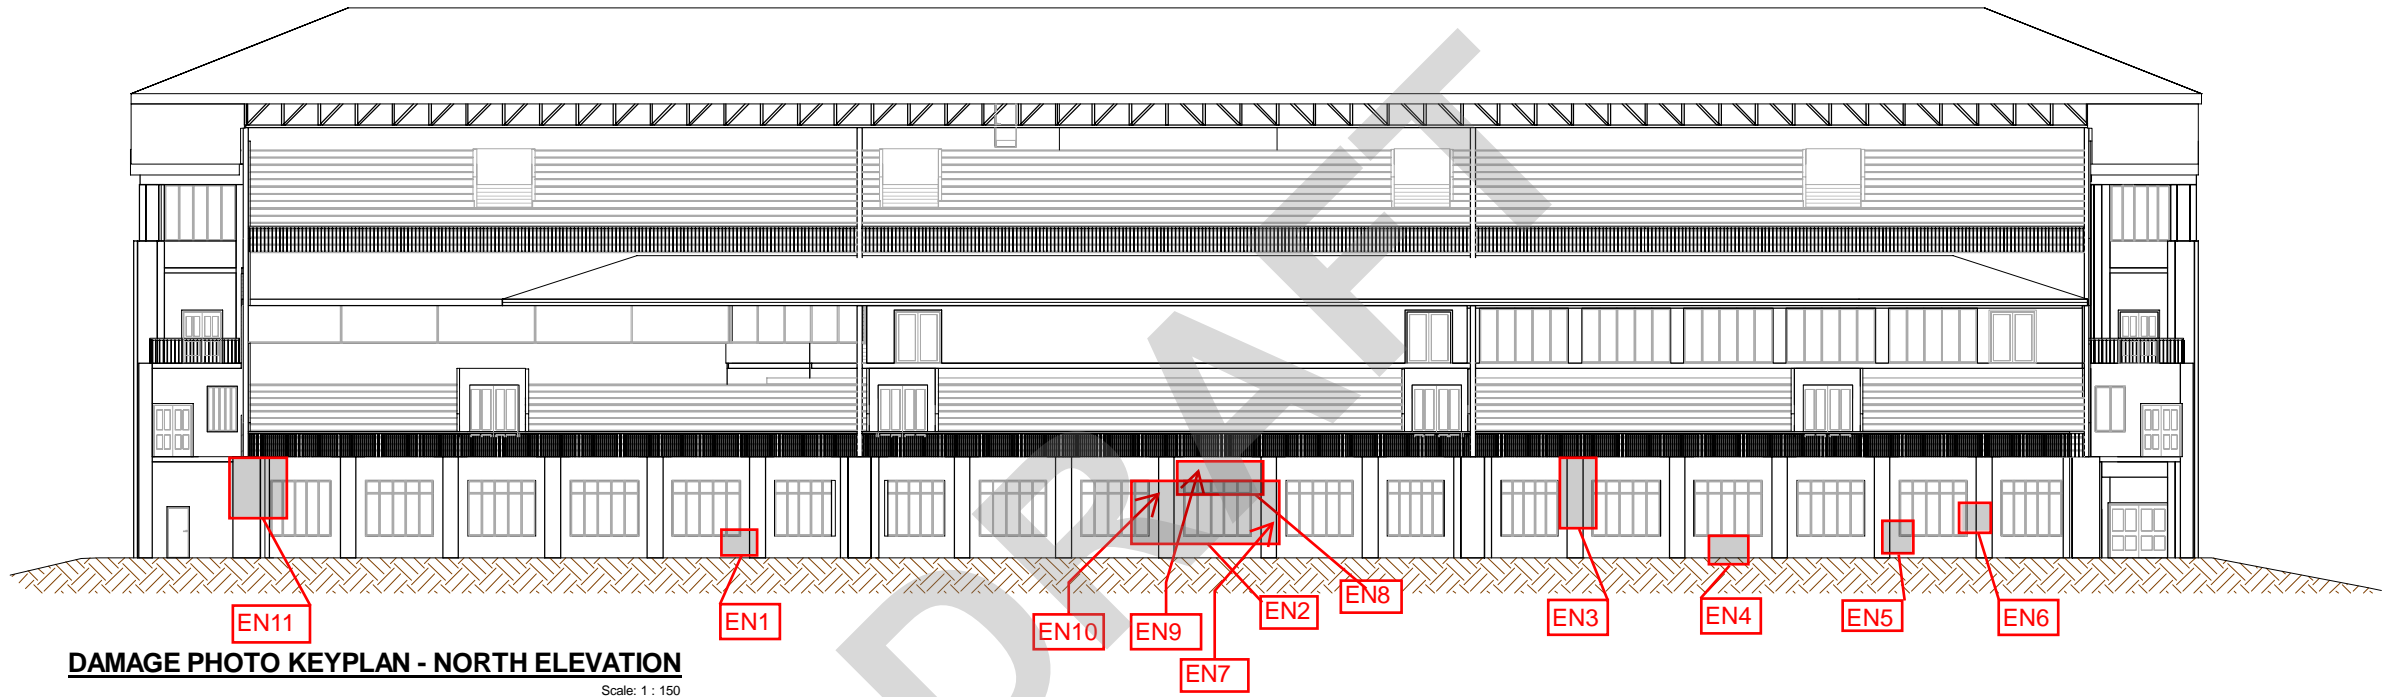 DRAFT
EN8
EN2
EN11
EN1
EN10
EN9
EN3
EN4
EN5
EN6
EN7
DAMAGE PHOTO KEYPLAN - NORTH ELEVATION
Scale: 1 : 150